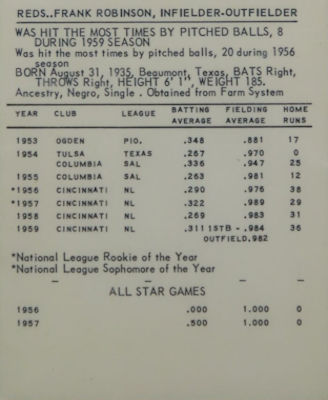 REDS..FRANK ROBINSON, INFIELDER-OUTFIELDER
WAS HIT THE MOST TIMES BY PITCHED BALLS, 8
DURING 1959 SEASON
Was hit the most times by pitched balls, 20 during 1956
season
BORN August 31, 1935, Beaumont, Texas, BATS Right,
THROWS Right, HEIGHT 6' 1", WEIGHT 185.
Ancestry, Negro, Single . Obtained from Farm System
YEAR CLUB LEAGUE BATTING AVERAGE FIELDING AVERAGE HOME RUNS
1953 OGDEN PIO. .348 .881 17
1954 TULSA TEXAS .267 .970 0
COLUMBIA SAL .336 .947 25
1955 COLUMBIA SAL .263 .981 12
*1956 CINCINNATI NL .290 .976 38
*1957 CINCINNATI NL .322 .989 29
1958 CINCINNATI NL .269 .983 31
1959 CINCINNATI NL .311 1STB - .984 36
OUTFIELD.982
*National League Rookie of the Year
*National League Sophomore of the Year
ALL STAR GAMES
1956 .000 1.000 0
1957 .500 1.000 0